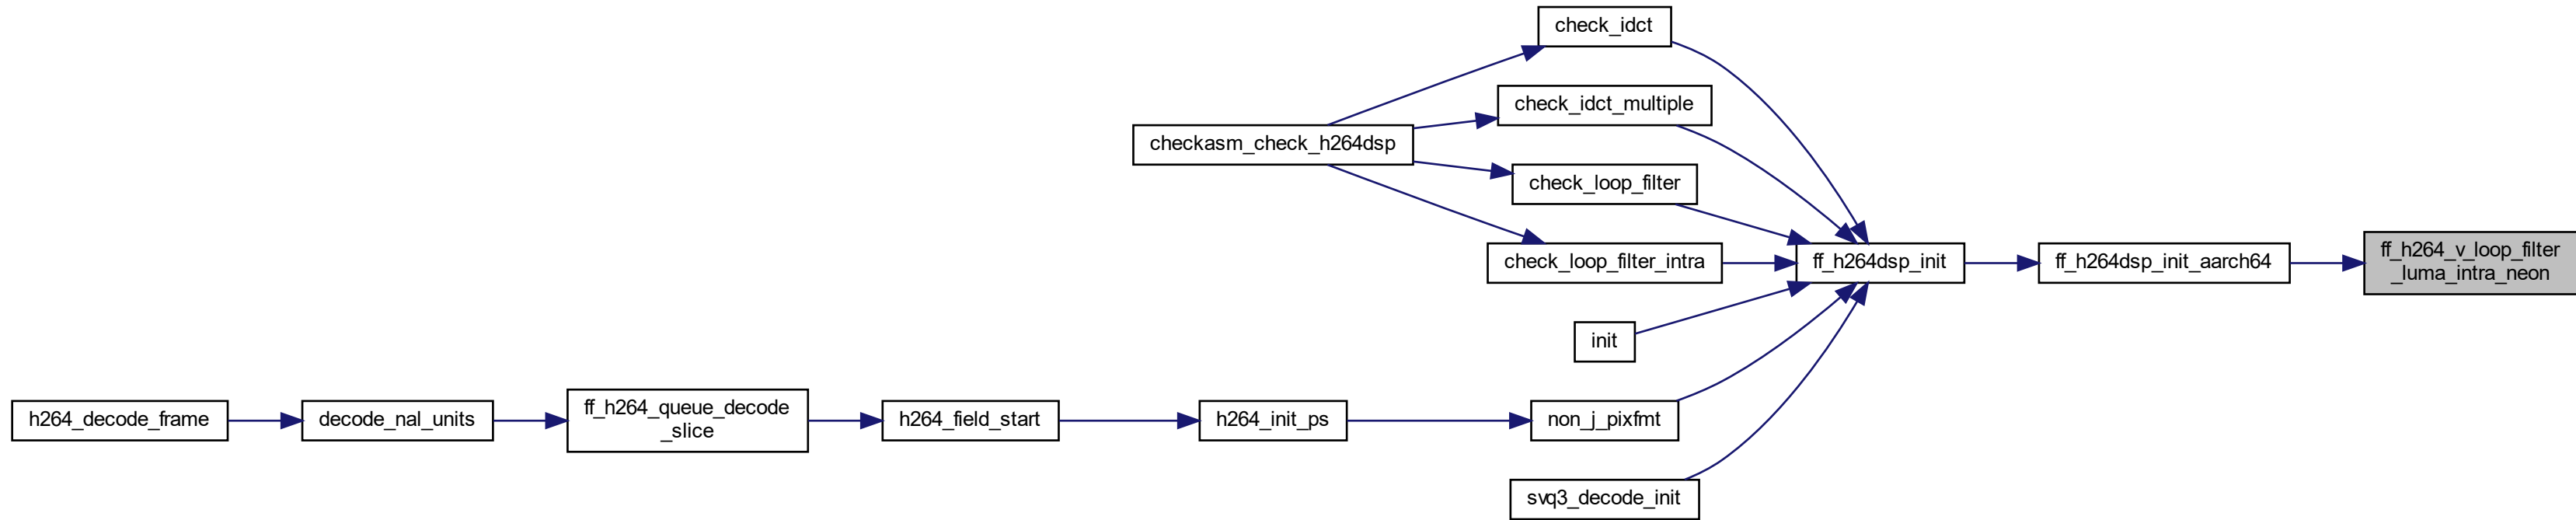 check_idct
check_idct_multiple
checkasm_check_h264dsp
check_loop_filter
check_loop_filter_intra
ff_h264dsp_init
ff_h264dsp_init_aarch64
ff_h264_v_loop_filter
_luma_intra_neon
init
h264_decode_frame
decode_nal_units
ff_h264_queue_decode
_slice
h264_field_start
h264_init_ps
non_j_pixfmt
svq3_decode_init